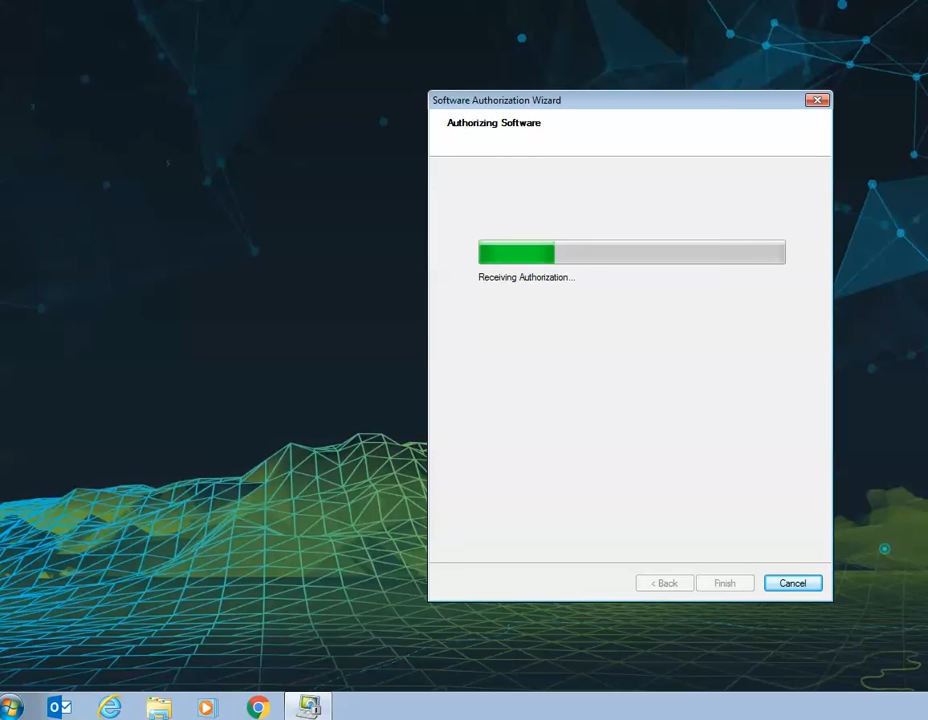 Software Authorization Wizard
Authorizing Software
Receiving Authorization...
< Back
Finish
Cancel